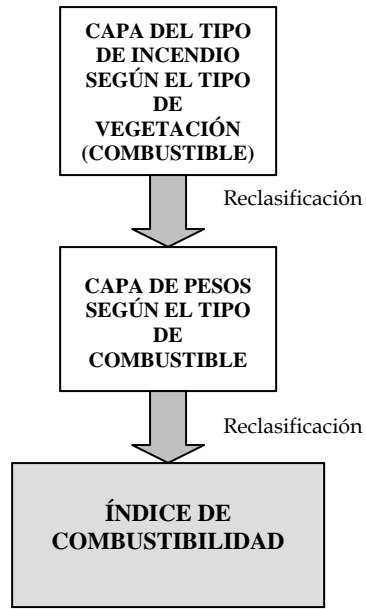 CAPA DEL TIPO
DE INCENDIO
SEGÚN EL TIPO
DE
VEGETACIÓN
(COMBUSTIBLE)
Reclasificación
CAPA DE PESOS
SEGÚN EL TIPO
DE
COMBUSTIBLE
Reclasificación
ÍNDICE DE
COMBUSTIBILIDAD